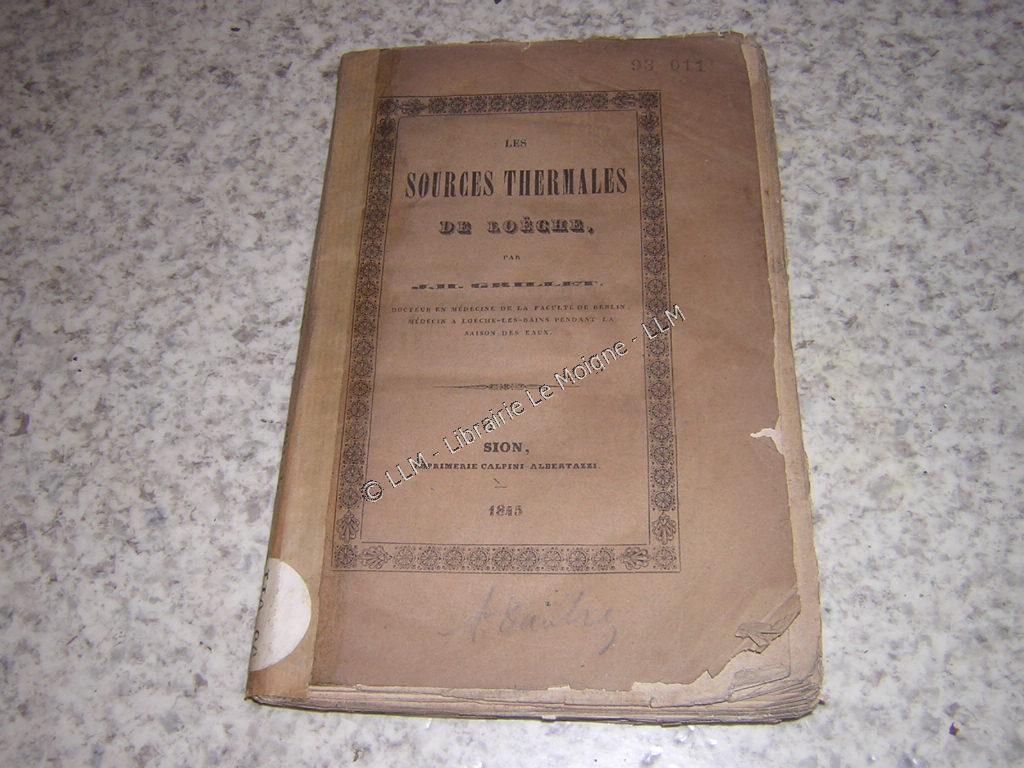 93 011
LES
SOURCES THERMALES
DE LOÈCHE,
PAR
J.H. GRILLET.
DOCTEUR EN MÉDECINE DE LA FACULTÉ DE BERLIN,
MÉDECIN A LOÈCHE-LES-BAINS PENDANT LA
SAISON DES EAUX.
© LLM - Librairie Le Moigne - LLM
SION,
IMPRIMERIE CALPINI-ALBERTAZZI.
1845